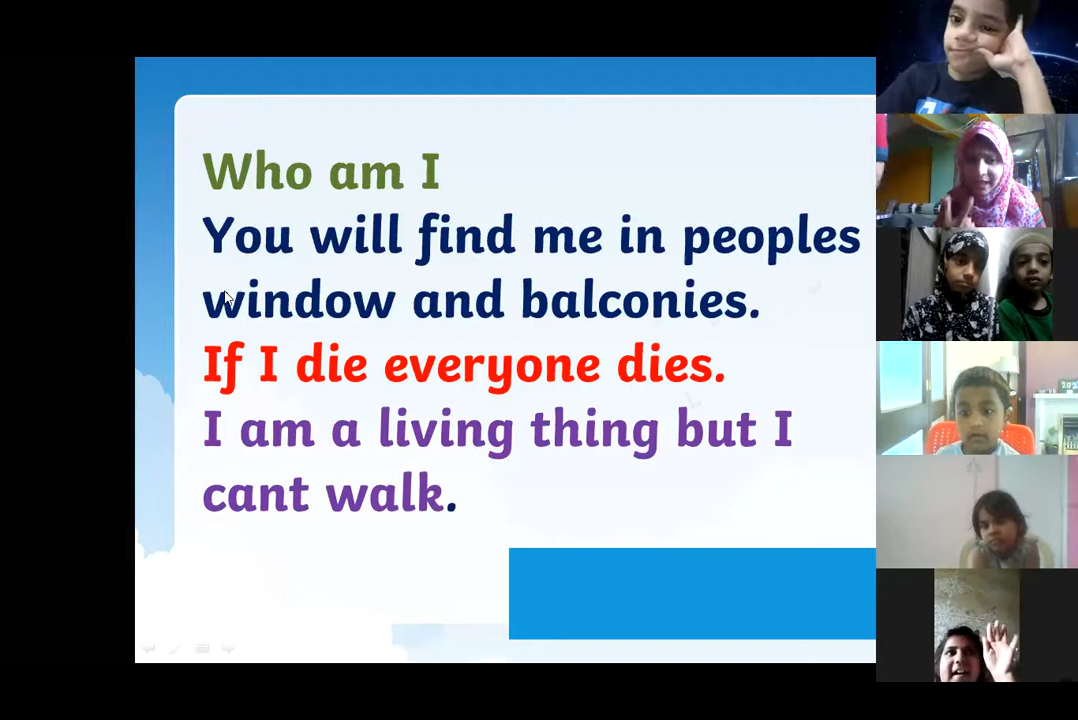 Who am I
You will find me in peoples
window and balconies.
If I die everyone dies.
I am a living thing but I
cant walk.